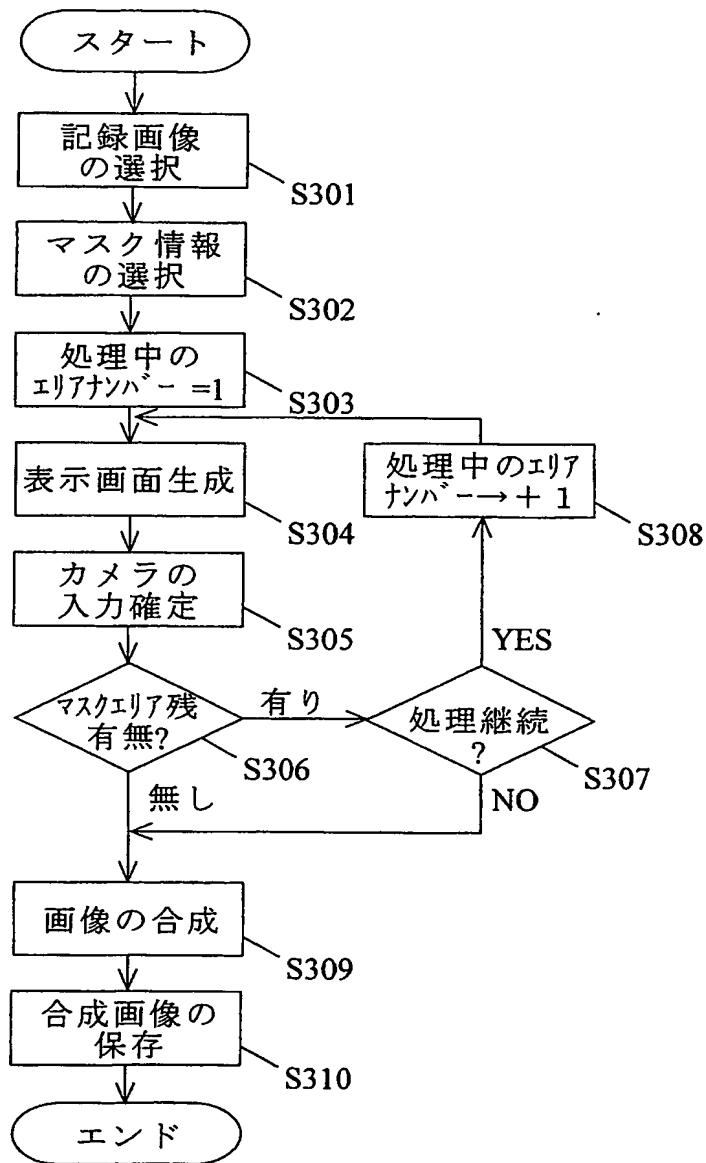 スタート
記録画像
の選択
S301
マスク情報
の選択
S302
処理中の
ｴﾘｱﾅﾝﾊﾞｰ =1
S303
表示画面生成
S304
カメラの
入力確定
S305
ﾏｽｸｴﾘｱ残
有無?
S306
有り
無し
処理継続
?
S307
YES
NO
処理中のｴﾘｱ
ﾅﾝﾊﾞｰ→+ 1
S308
画像の合成
S309
合成画像の
保存
S310
エンド